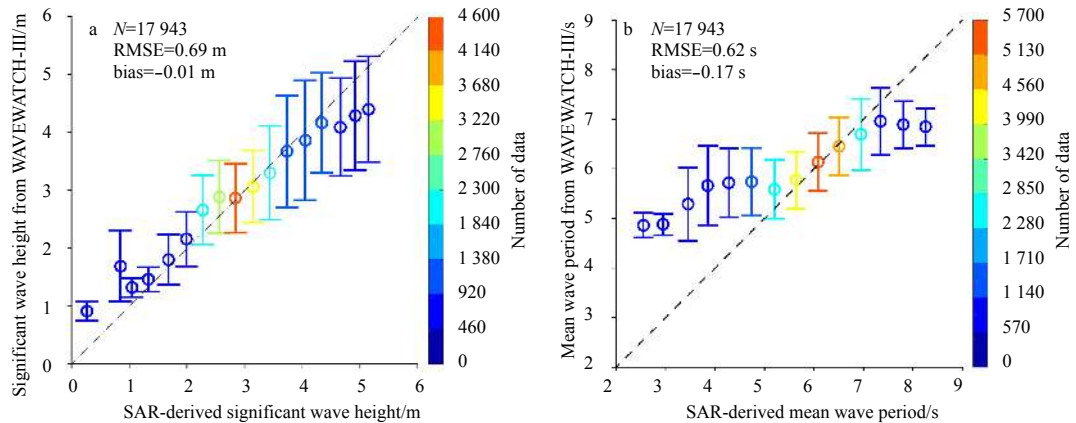 a
N=17 943
RMSE=0.69 m
bias=−0.01 m
Significant wave height from WAVEWATCH-III/m
6
5
4
3
2
1
0
0 1 2 3 4 5 6
SAR-derived significant wave height/m
4 600
4 140
3 680
3 220
2 760
2 300
1 840
1 380
920
460
0
Number of data
b
N=17 943
RMSE=0.62 s
bias=−0.17 s
Mean wave period from WAVEWATCH-III/s
9
8
7
6
5
4
3
2
2 3 4 5 6 7 8 9
SAR-derived mean wave period/s
5 700
5 130
4 560
3 990
3 420
2 850
2 280
1 710
1 140
570
0
Number of data